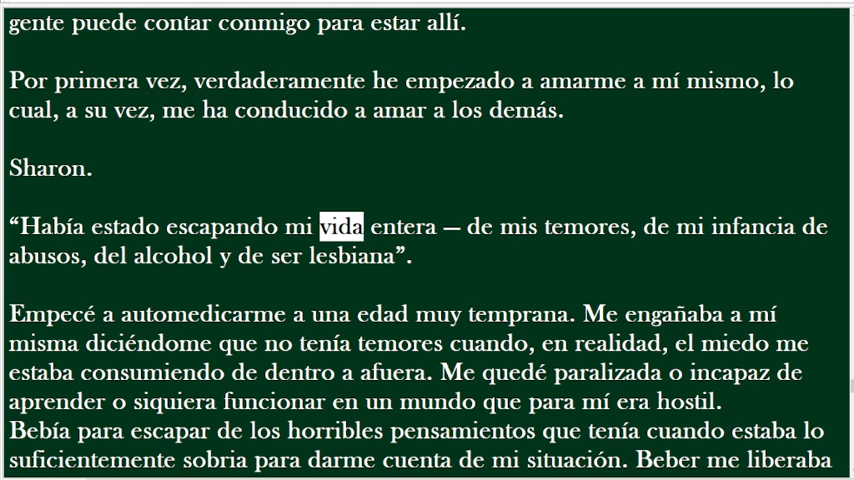 gente puede contar conmigo para estar allí.
Por primera vez, verdaderamente he empezado a amarme a mí mismo, lo
cual, a su vez, me ha conducido a amar a los demás.
Sharon.
“Había estado escapando mi vida entera — de mis temores, de mi infancia de
abusos, del alcohol y de ser lesbiana”.
Empecé a automedicarme a una edad muy temprana. Me engañaba a mí
misma diciéndome que no tenía temores cuando, en realidad, el miedo me
estaba consumiendo de dentro a afuera. Me quedé paralizada o incapaz de
aprender o siquiera funcionar en un mundo que para mí era hostil.
Bebía para escapar de los horribles pensamientos que tenía cuando estaba lo
suficientemente sobria para darme cuenta de mi situación. Beber me liberaba